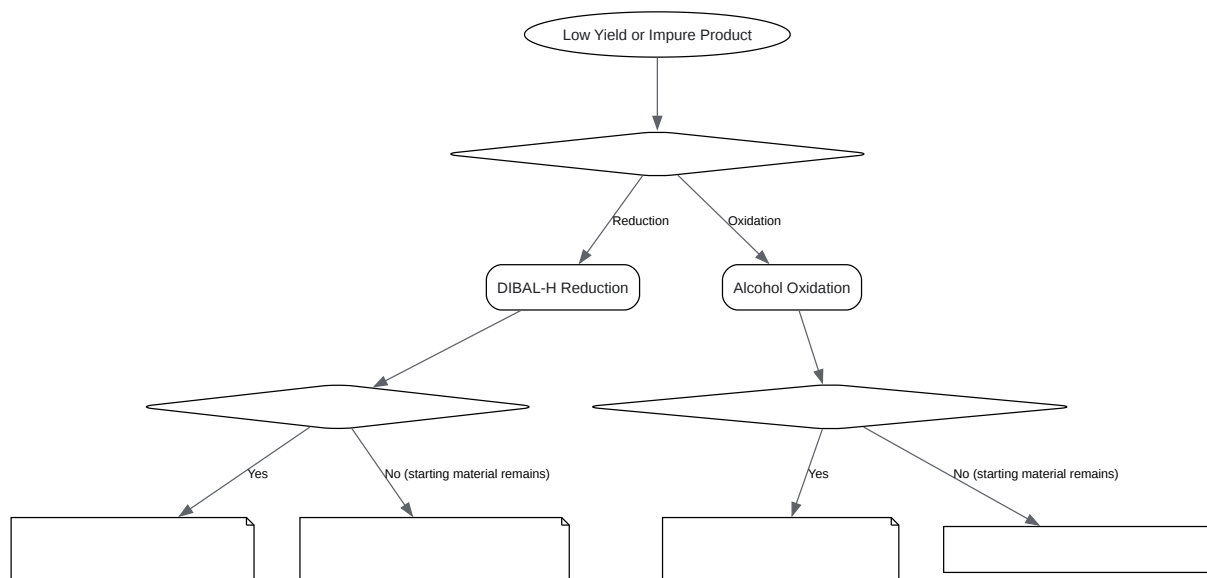 Low Yield or Impure Product
Reduction
Oxidation
DIBAL-H Reduction
Alcohol Oxidation
Yes
No (starting material remains)
Yes
No (starting material remains)